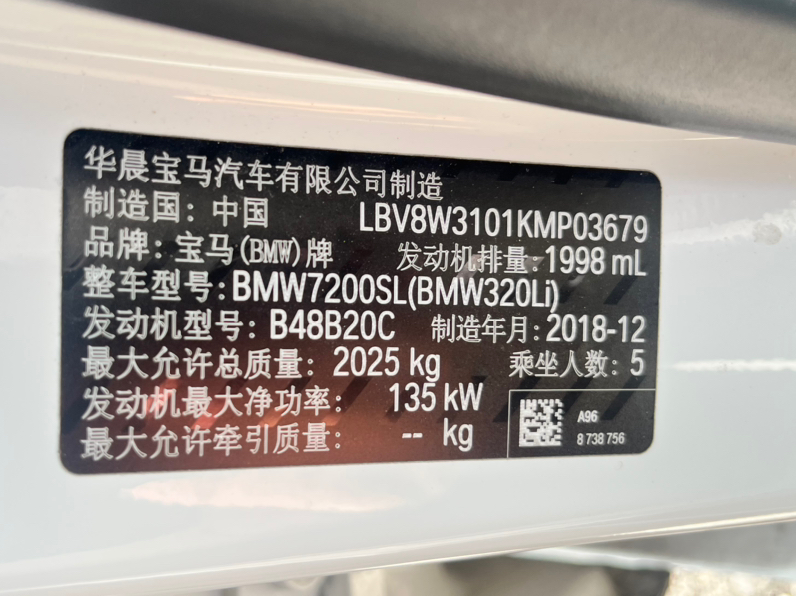 华晨宝马汽车有限公司制造
制造国：中国 LBV8W3101KMP03679
品牌：宝马(BMW)牌 发动机排量:1998 mL
整车型号:BMW7200SL(BMW320Li)
发动机型号：B48B20C 制造年月:2018-12
最大允许总质量：2025 kg 乘坐人数：5
发动机最大净功率： 135 kW
最大允许牵引质量： -- kg
A96
8 738 756